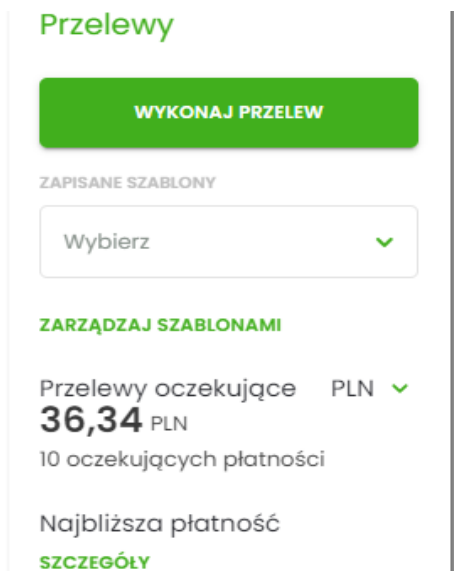 Przelewy
WYKONAJ PRZELEW
ZAPISANE SZABLONY
Wybierz
ZARZĄDZAJ SZABLONAMI
Przelewy oczekujące PLN
36,34 PLN
10 oczekujących płatności
Najbliższa płatność
SZCZEGÓŁY